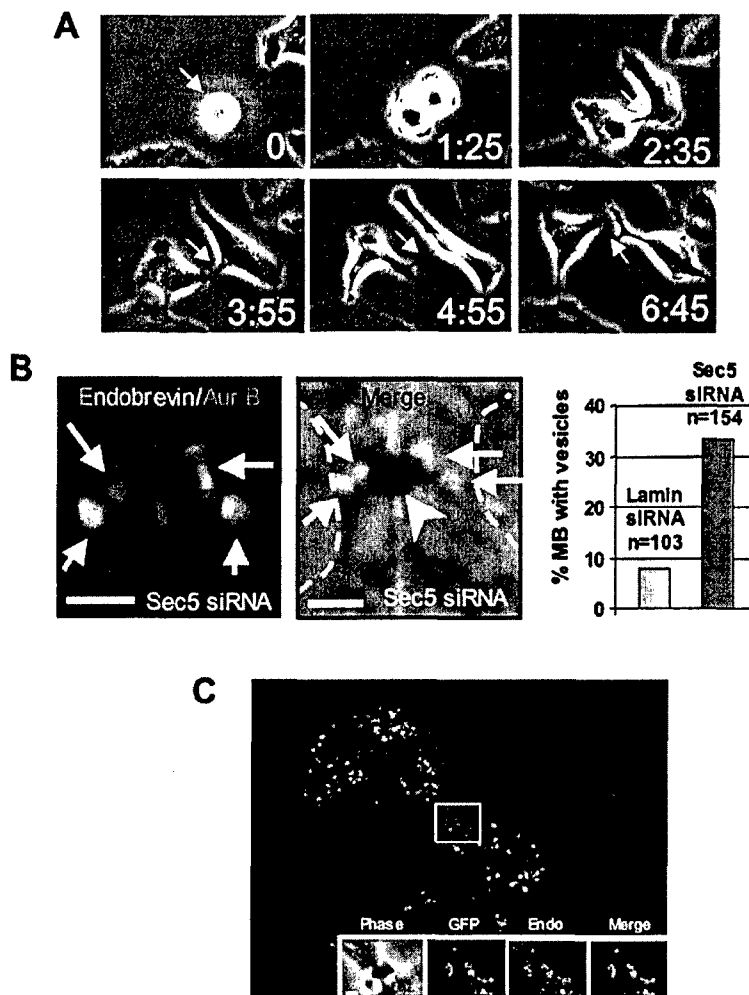 A
0
1:25
2:35
3:55
4:55
6:45
B
Endobrevin/Aur B
Merge
Sec5 siRNA
Sec5 siRNA
% MB with vesicles
40
30
20
10
0
Lamin
siRNA
n=103
Sec5
siRNA
n=154
C
Phase
GFP
Endo
Merge